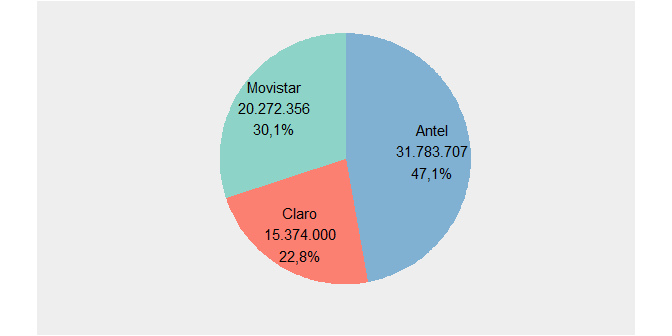 Movistar
20.272.356
30,1%
Antel
31.783.707
47,1%
Claro
15.374.000
22,8%